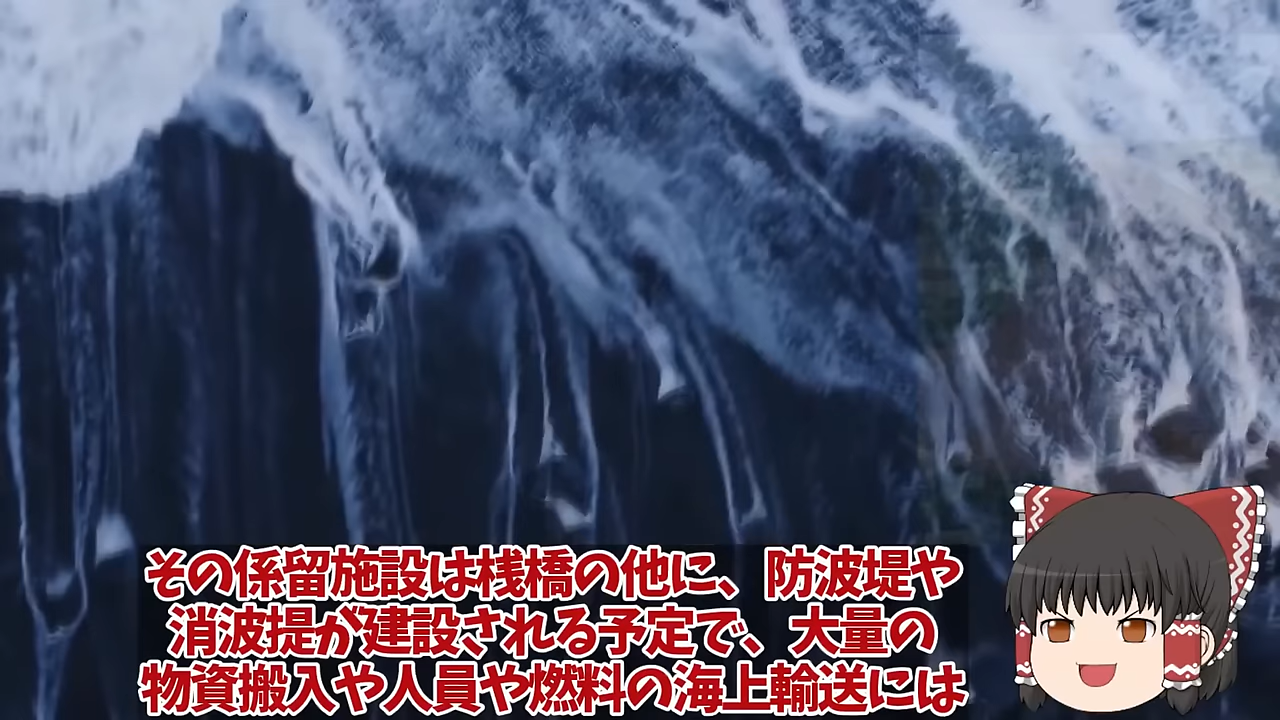 その係留施設は桟橋の他に、防波堤や
消波提が建設される予定で、大量の
物資搬入や人員や燃料の海上輸送には